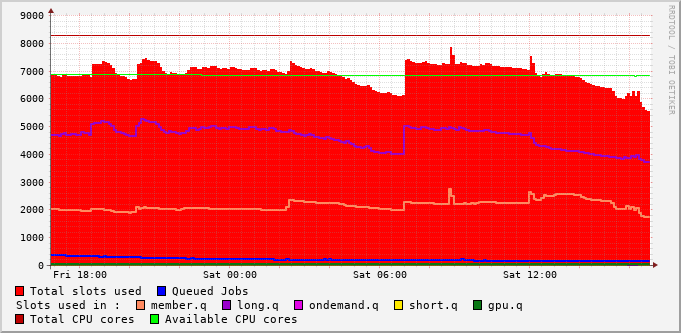 9000
8000
7000
6000
5000
4000
3000
2000
1000
0
Fri 18:00 Sat 00:00 Sat 06:00 Sat 12:00
RRDTOOL / TOBI OETIKER
Total slots used Queued Jobs
Slots used in : member.q long.q ondemand.q short.q gpu.q
Total CPU cores Available CPU cores